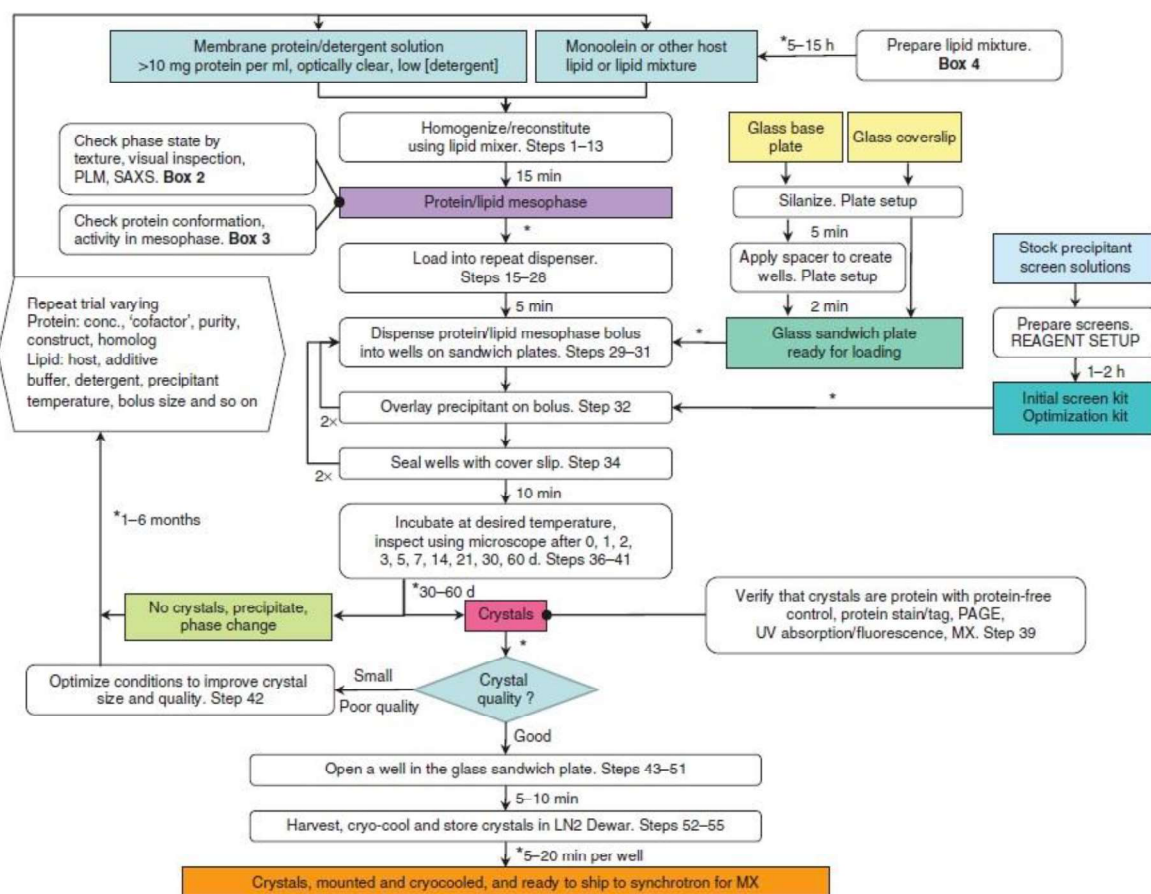 Membrane protein/detergent solution
>10 mg protein per ml, optically clear, low [detergent]
Monoolein or other host
lipid or lipid mixture
*5–15 h
Prepare lipid mixture.
Box 4
Homogenize/reconstitute
using lipid mixer. Steps 1–13
15 min
Check phase state by
texture, visual inspection,
PLM, SAXS. Box 2
Check protein conformation,
activity in mesophase. Box 3
Protein/lipid mesophase
*
Load into repeat dispenser.
Steps 15–28
5 min
Glass base
plate
Glass coverslip
Silanize. Plate setup
5 min
Apply spacer to create
wells. Plate setup
2 min
Glass sandwich plate
ready for loading
*
Stock precipitant
screen solutions
Prepare screens.
REAGENT SETUP
1–2 h
Initial screen kit
Optimization kit
*
Repeat trial varying
Protein: conc., ‘cofactor’, purity,
construct, homolog
Lipid: host, additive
buffer, detergent, precipitant
temperature, bolus size and so on
Dispense protein/lipid mesophase bolus
into wells on sandwich plates. Steps 29–31
Overlay precipitant on bolus. Step 32
2×
Seal wells with cover slip. Step 34
2×
10 min
Incubate at desired temperature,
inspect using microscope after 0, 1, 2,
3, 5, 7, 14, 21, 30, 60 d. Steps 36–41
*1–6 months
*30–60 d
No crystals, precipitate,
phase change
Crystals
Verify that crystals are protein with protein-free
control, protein stain/tag, PAGE,
UV absorption/fluorescence, MX. Step 39
*
Crystal
quality ?
Small
Poor quality
Optimize conditions to improve crystal
size and quality. Step 42
Good
Open a well in the glass sandwich plate. Steps 43–51
5–10 min
Harvest, cryo-cool and store crystals in LN2 Dewar. Steps 52–55
*5–20 min per well
Crystals, mounted and cryocooled, and ready to ship to synchrotron for MX